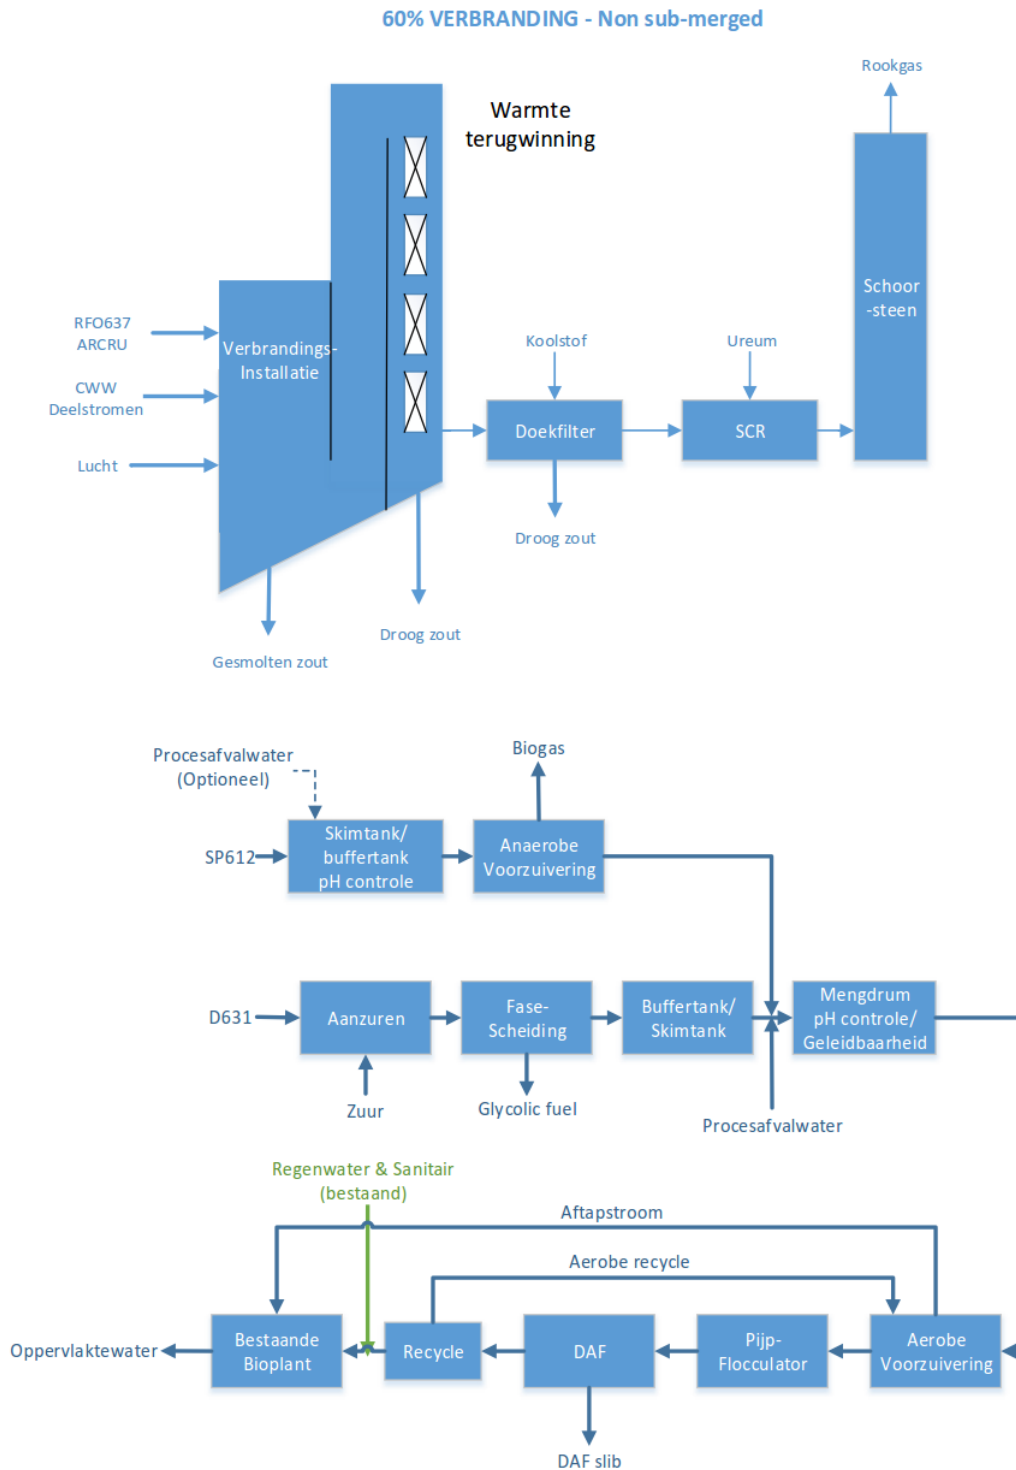 60% VERBRANDING - Non sub-merged
Rookgas
Warmte
terugwinning
Schoor
-steen
RFO637
ARCRU
Verbrandings-
Installatie
Koolstof
Ureum
CWW
Deelstromen
Doekfilter
SCR
Lucht
Droog zout
Droog zout
Gesmolten zout
Procesafvalwater
(Optioneel)
Biogas
SP612
Skimtank/
buffertank
pH controle
Anaerobe
Voorzuivering
D631
Aanzuren
Fase-
Scheiding
Buffertank/
Skimtank
Mengdrum
pH controle/
Geleidbaarheid
Zuur
Glycolic fuel
Procesafvalwater
Regenwater & Sanitair
(bestaand)
Aftapstroom
Aerobe recycle
Oppervlaktewater
Bestaande
Bioplant
Recycle
DAF
Pijp-
Flocculator
Aerobe
Voorzuivering
DAF slib